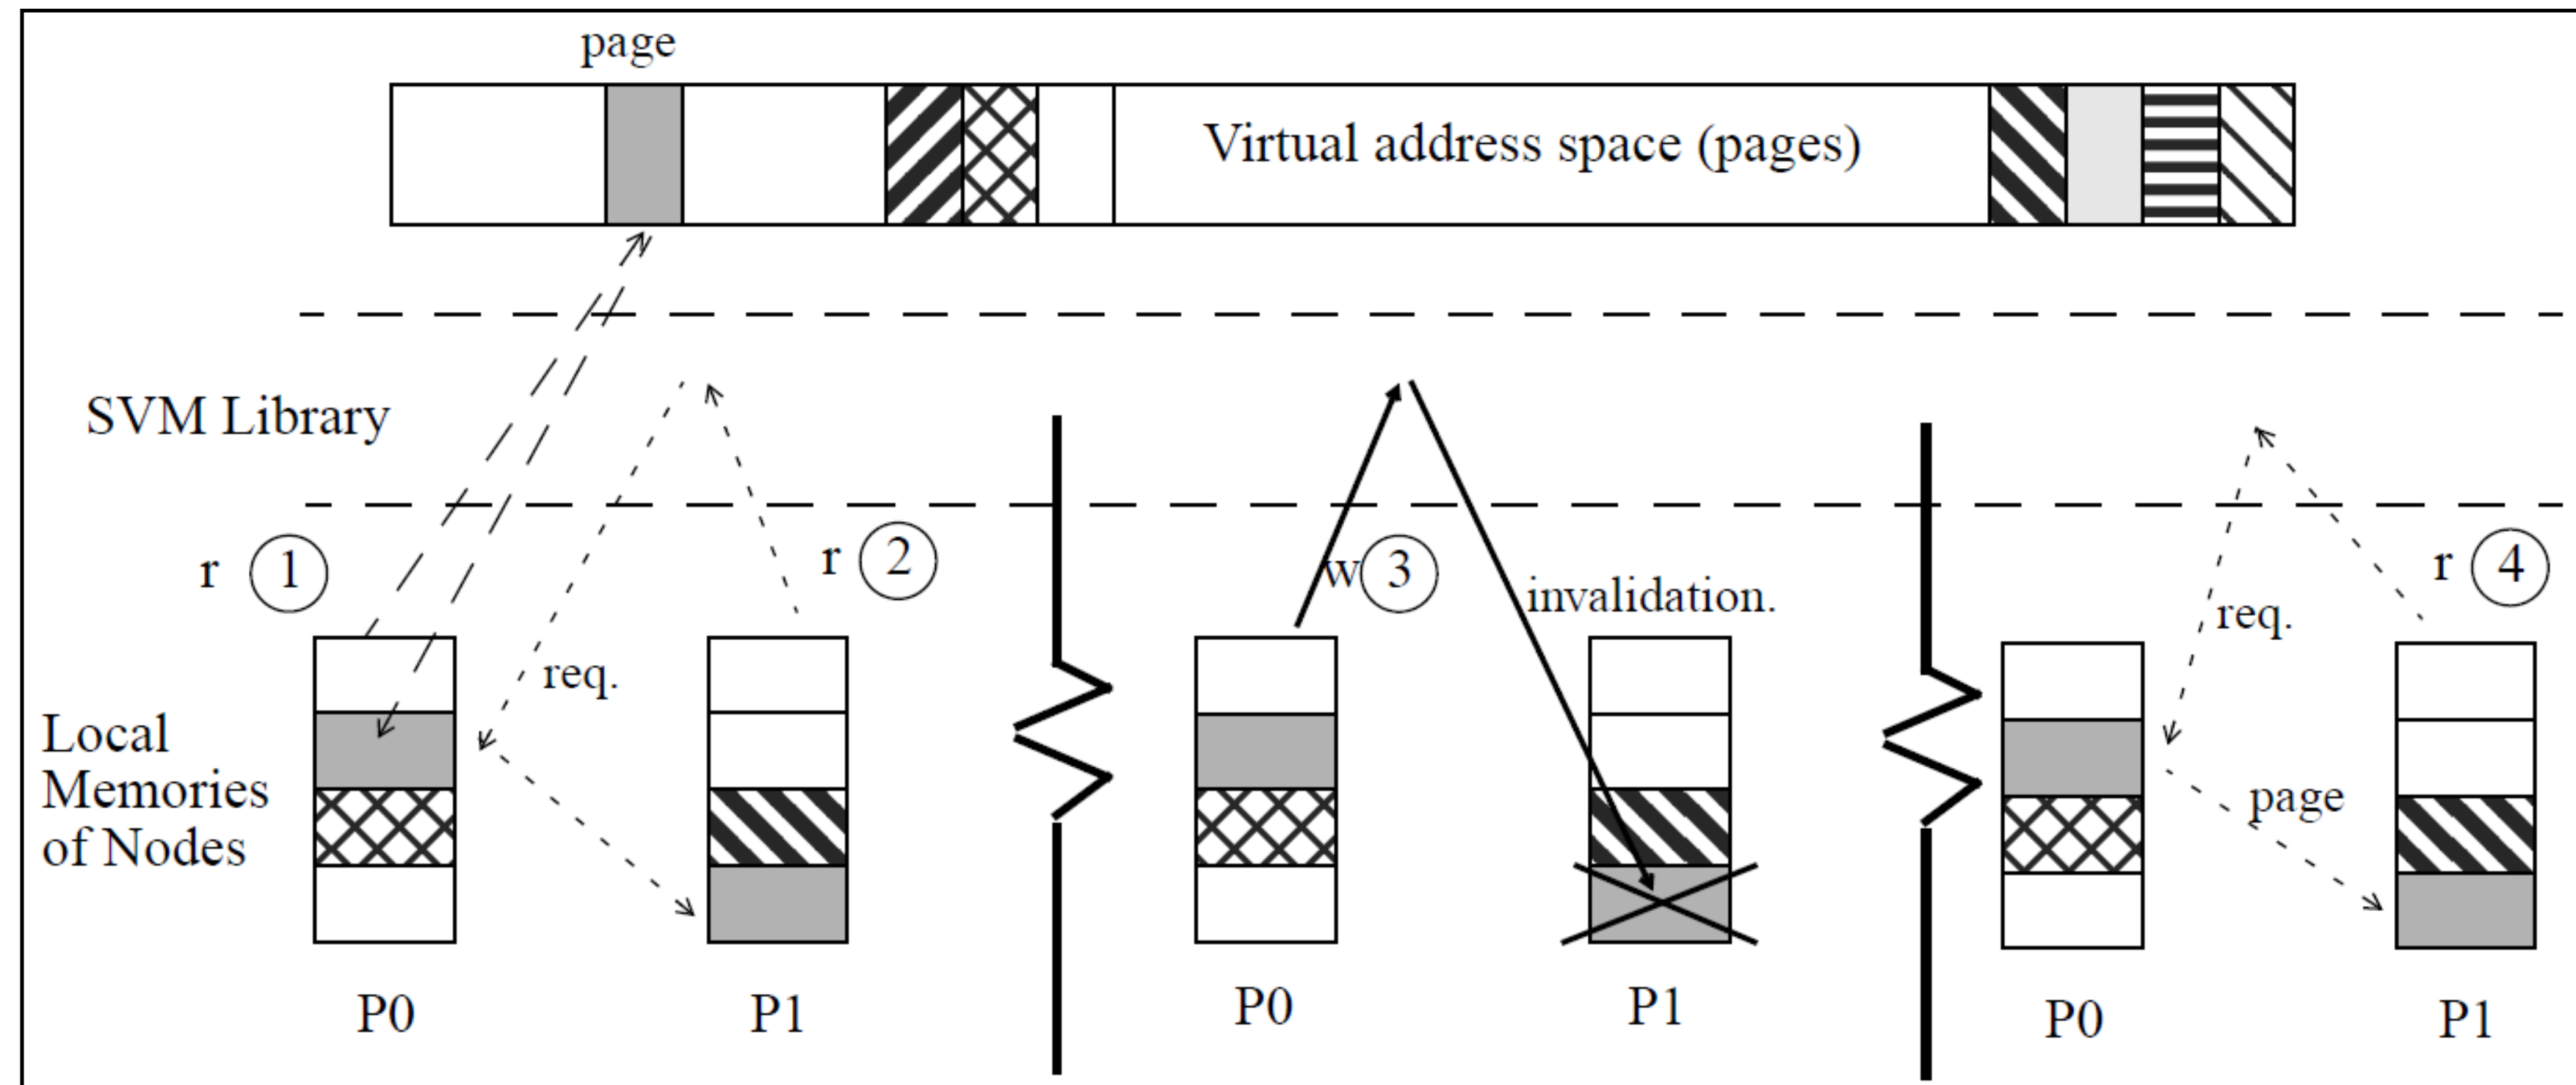 page
Virtual address space (pages)
SVM Library
r 1
r 2
w 3
invalidation.
r 4
req.
req.
Local
Memories
of Nodes
page
P0
P1
P0
P1
P0
P1